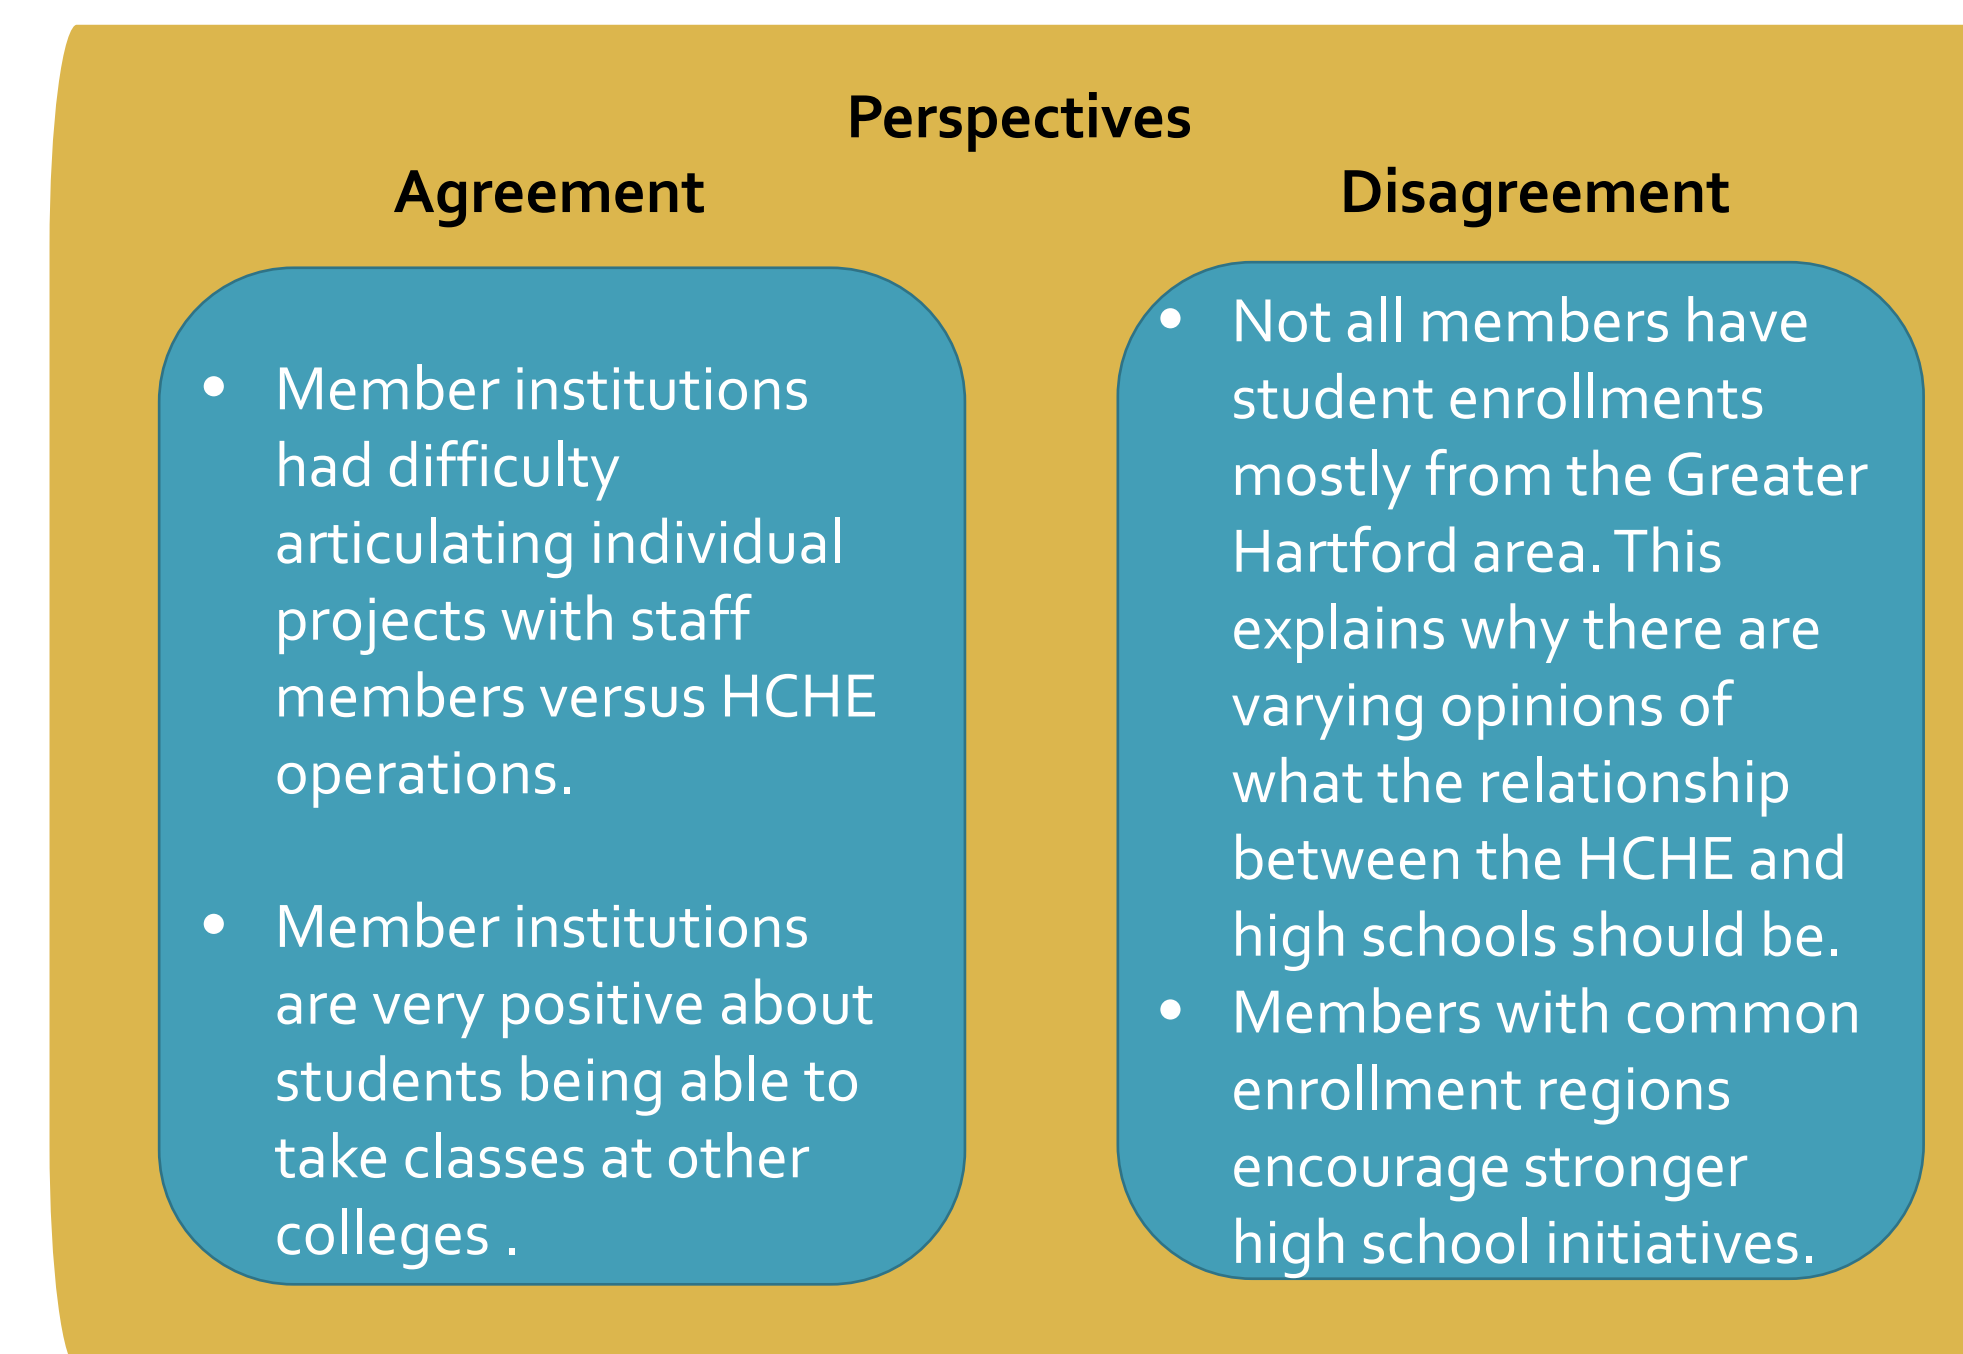 Perspectives
Agreement
Disagreement
• Member institutions
had difficulty
articulating individual
projects with staff
members versus HCHE
operations.
• Member institutions
are very positive about
students being able to
take classes at other
colleges .
• Not all members have
student enrollments
mostly from the Greater
Hartford area. This
explains why there are
varying opinions of
what the relationship
between the HCHE and
high schools should be.
• Members with common
enrollment regions
encourage stronger
high school initiatives.